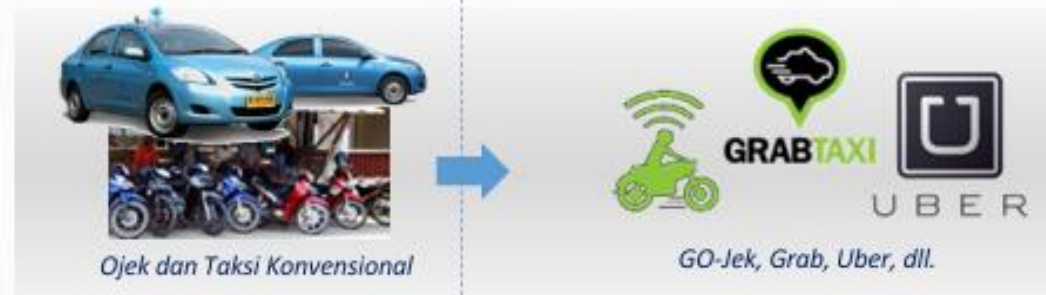 GRABTAXI
U
UBER
Ojek dan Taksi Konvensional
GO-Jek, Grab, Uber, dll.